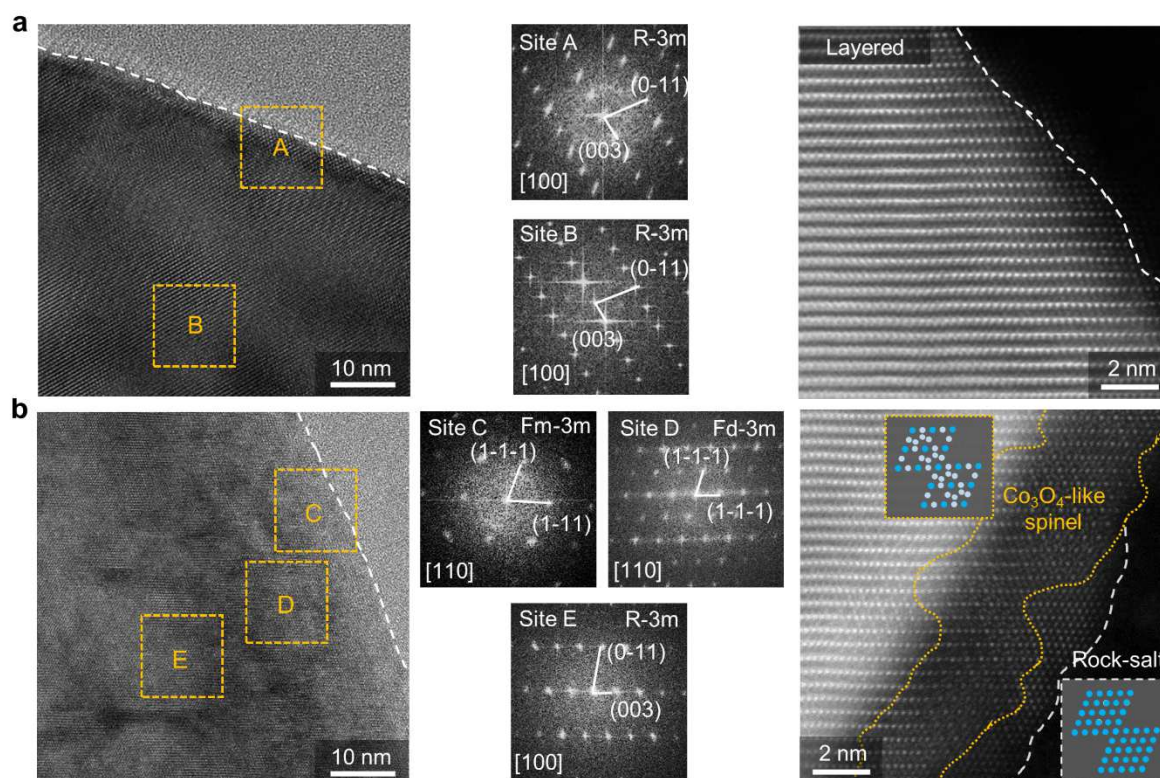 a
A
B
10 nm
Site A
R-3m
(0-11)
(003)
[100]
Site B
R-3m
(0-11)
(003)
[100]
Layered
2 nm
b
C
D
E
10 nm
Site C
Fm-3m
(1-1-1)
(1-11)
[110]
Site D
Fd-3m
(1-1-1)
(1-1-1)
[110]
Site E
R-3m
(0-11)
(003)
[100]
Co₃O₄-like
spinel
Rock-salt
2 nm